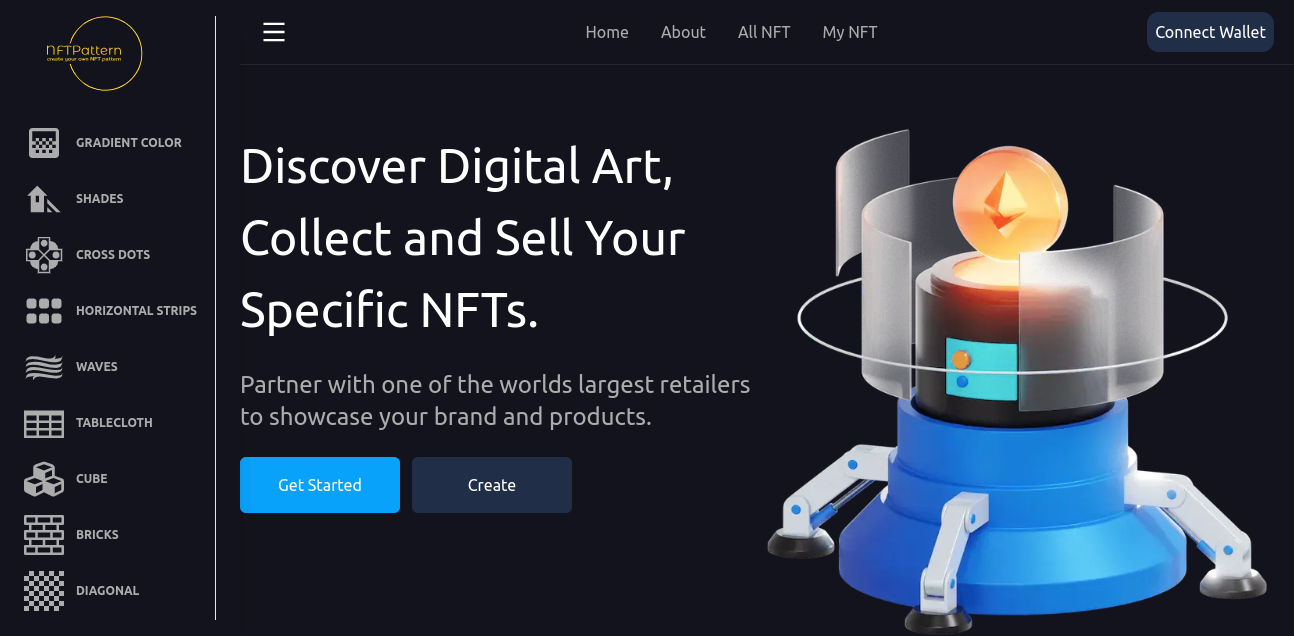 NFTPattern
create your own NFT pattern
GRADIENT COLOR
SHADES
CROSS DOTS
HORIZONTAL STRIPS
WAVES
TABLECLOTH
CUBE
BRICKS
DIAGONAL
Home About All NFT My NFT Connect Wallet
Discover Digital Art,
Collect and Sell Your
Specific NFTs.
Partner with one of the worlds largest retailers
to showcase your brand and products.
Get Started Create